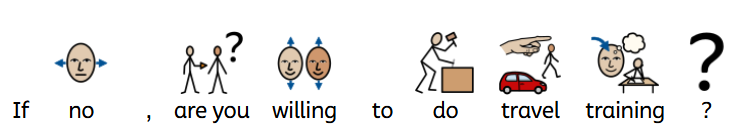 If no , are you willing to do travel training ?